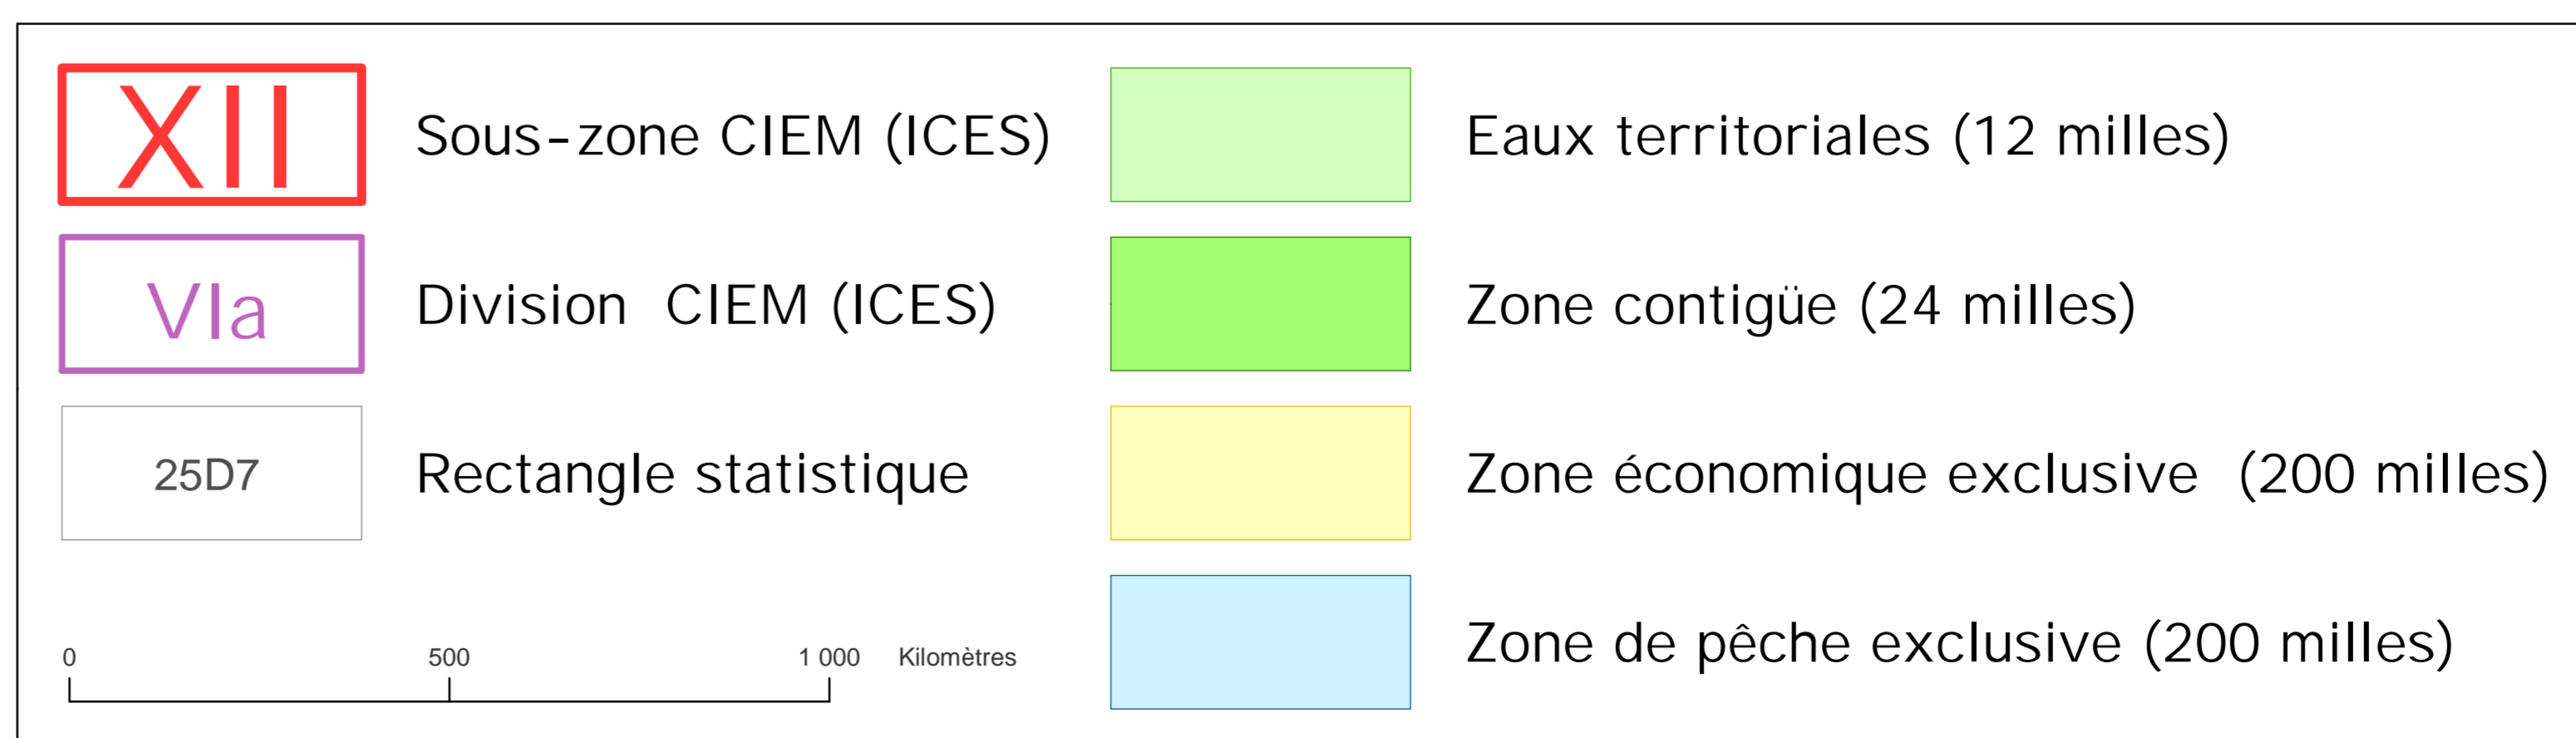 XII
Sous-zone CIEM (ICES)
VIa
Division CIEM (ICES)
25D7
Rectangle statistique
0 500 1 000 Kilomètres
Eaux territoriales (12 milles)
Zone contigüe (24 milles)
Zone économique exclusive (200 milles)
Zone de pêche exclusive (200 milles)